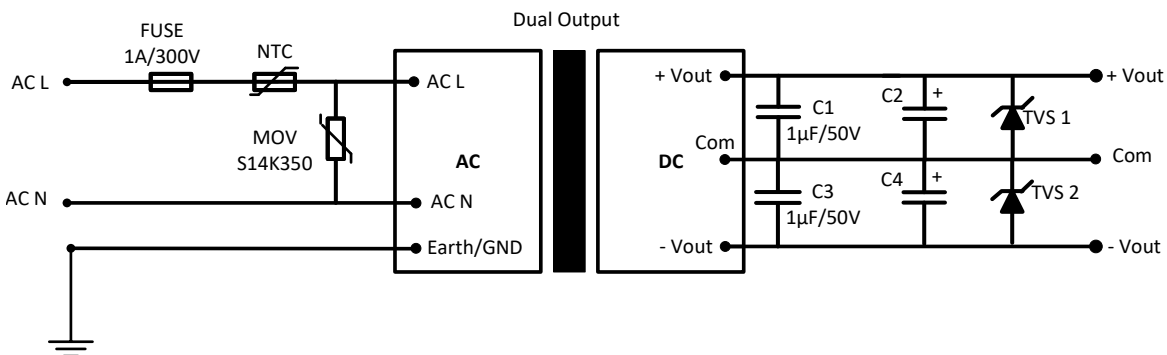 Dual Output
FUSE
1A/300V
NTC
AC L
AC L
+ Vout
C1
1µF/50V
C2
+
TVS 1
+ Vout
MOV
S14K350
AC
DC
Com
Com
AC N
AC N
C3
1µF/50V
C4
+
TVS 2
Earth/GND
- Vout
- Vout